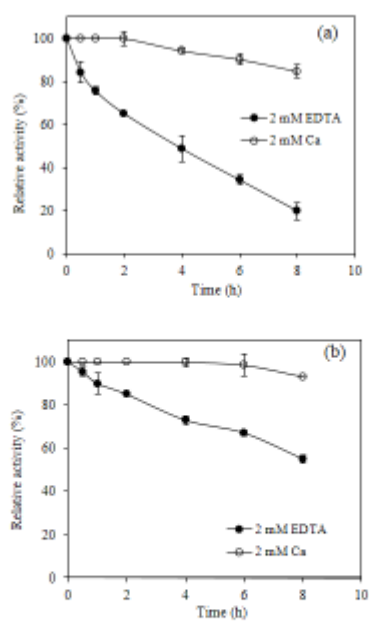 (a)
100
80
60
40
20
0
Relative activity (%)
2 mM EDTA
2 mM Ca
0 2 4 6 8 10
Time (h)
(b)
100
80
60
40
20
0
Relative activity (%)
2 mM EDTA
2 mM Ca
0 2 4 6 8 10
Time (h)